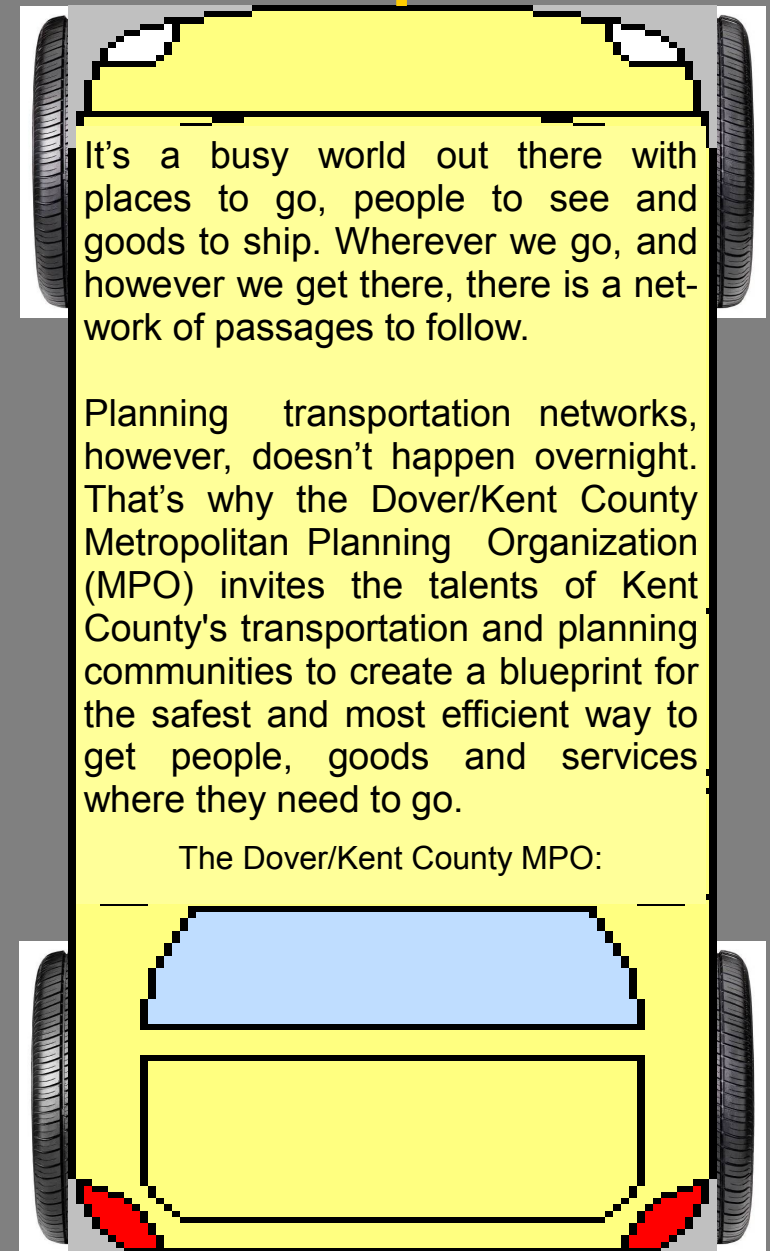 It’s a busy world out there with
places to go, people to see and
goods to ship. Wherever we go, and
however we get there, there is a net-
work of passages to follow.
Planning transportation networks,
however, doesn’t happen overnight.
That’s why the Dover/Kent County
Metropolitan Planning Organization
(MPO) invites the talents of Kent
County's transportation and planning
communities to create a blueprint for
the safest and most efficient way to
get people, goods and services
where they need to go.
The Dover/Kent County MPO: